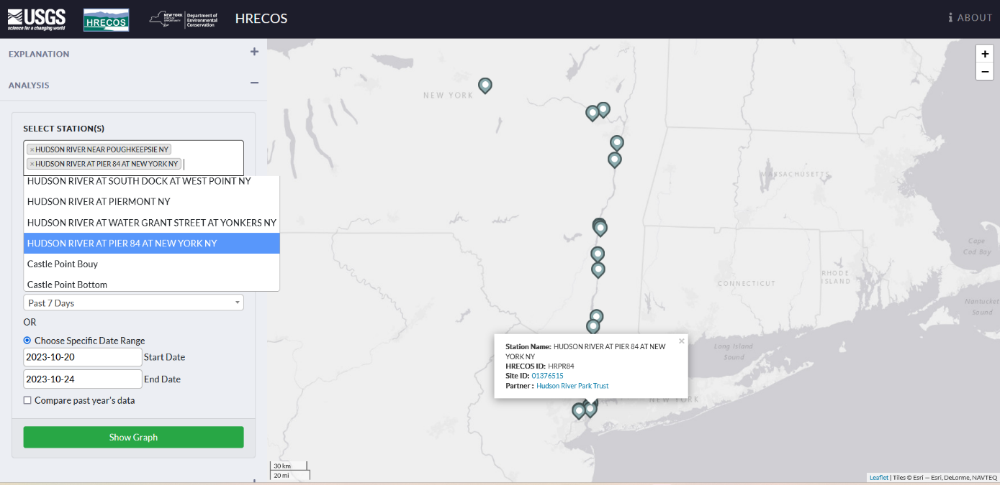 USGS
science for a changing world
HRECOS
NEW YORK
STATE OF
OPPORTUNITY
Department of
Environmental
Conservation
HRECOS
ABOUT
EXPLANATION
+
ANALYSIS
−
SELECT STATION(S)
× HUDSON RIVER NEAR POUGHKEEPSIE NY
× HUDSON RIVER AT PIER 84 AT NEW YORK NY
HUDSON RIVER AT SOUTH DOCK AT WEST POINT NY
HUDSON RIVER AT PIERMONT NY
HUDSON RIVER AT WATER GRANT STREET AT YONKERS NY
HUDSON RIVER AT PIER 84 AT NEW YORK NY
Castle Point Bouy
Castle Point Bottom
Past 7 Days
OR
Choose Specific Date Range
2023-10-20 Start Date
2023-10-24 End Date
Compare past year's data
Show Graph
+
−
NEW YORK
MASSACHUSETTS
Cape
Cod Bay
RHODE
ISLAND
CONNECTICUT
Nantucket
Sound
Long Island
Sound
NEW YORK
Station Name: HUDSON RIVER AT PIER 84 AT NEW
YORK NY
HRECOS ID: HRPR84
Site ID: 01376515
Partner : Hudson River Park Trust
×
30 km
20 mi
Leaflet | Tiles © Esri — Esri, DeLorme, NAVTEQ